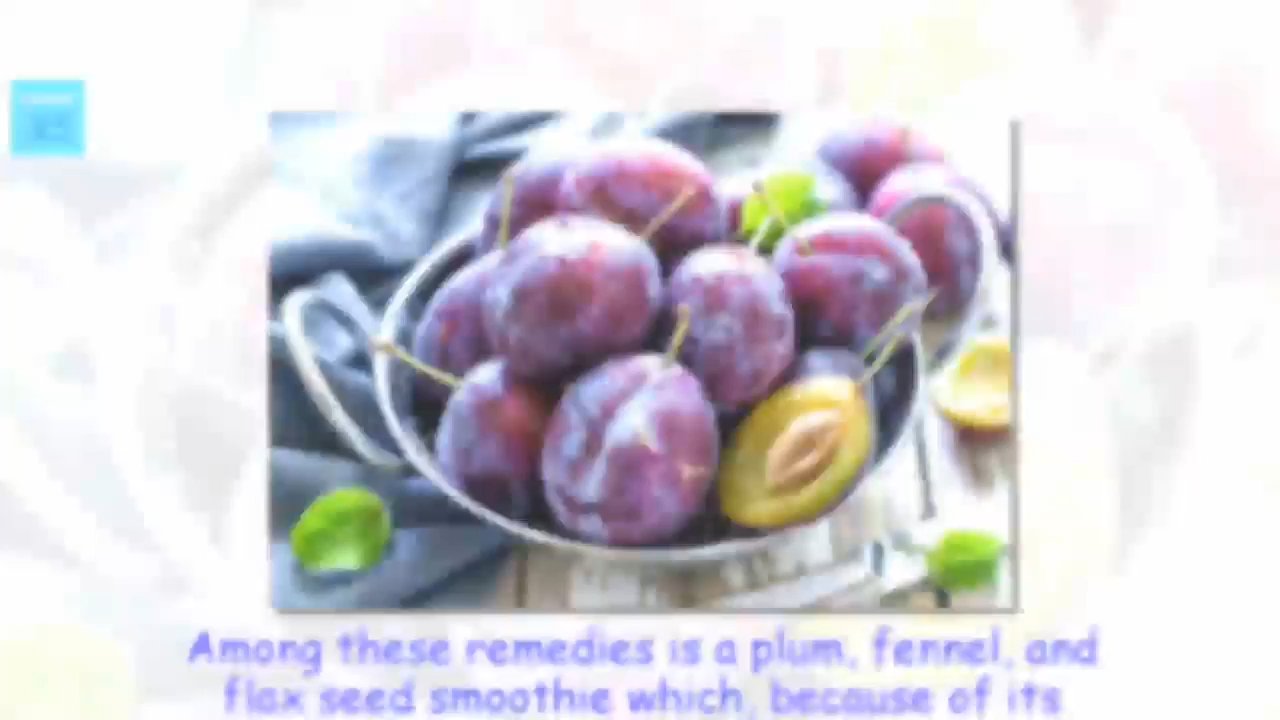 Among these remedies is a plum, fennel, and
flax seed smoothie which, because of its